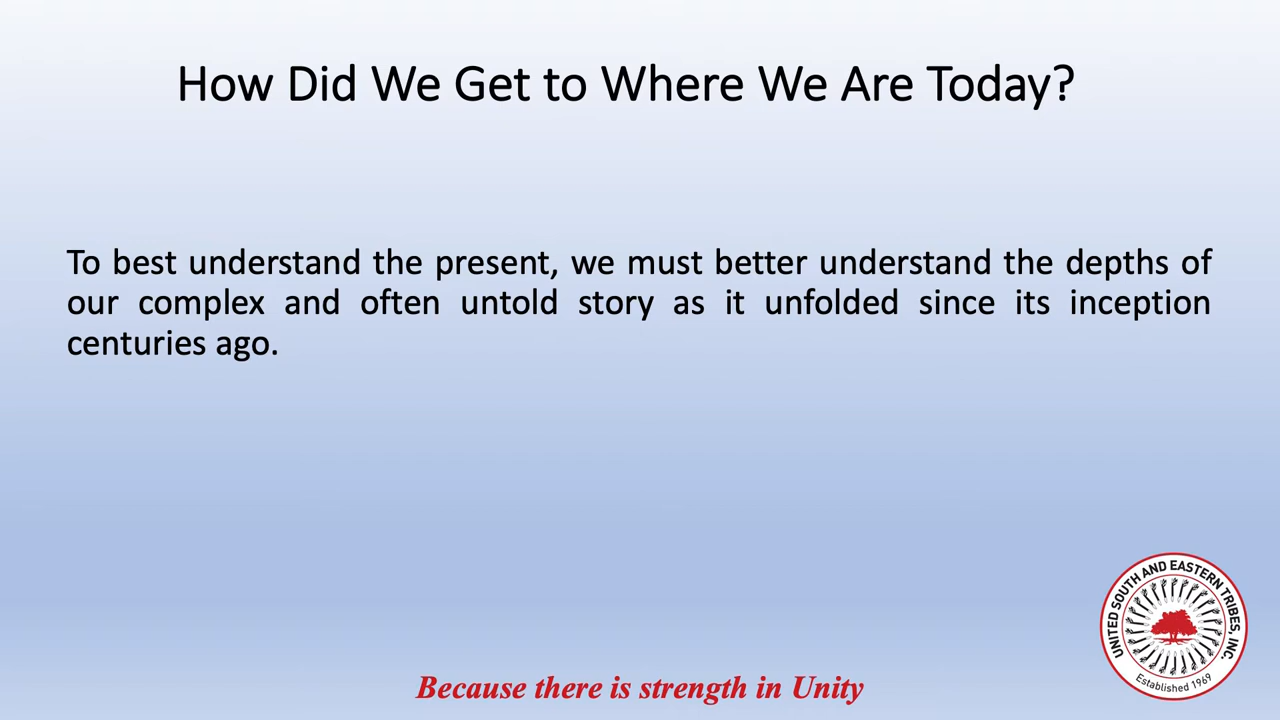 How Did We Get to Where We Are Today?
To best understand the present, we must better understand the depths of
our complex and often untold story as it unfolded since its inception
centuries ago.
UNITED SOUTH AND EASTERN TRIBES, INC.
Established 1969
Because there is strength in Unity